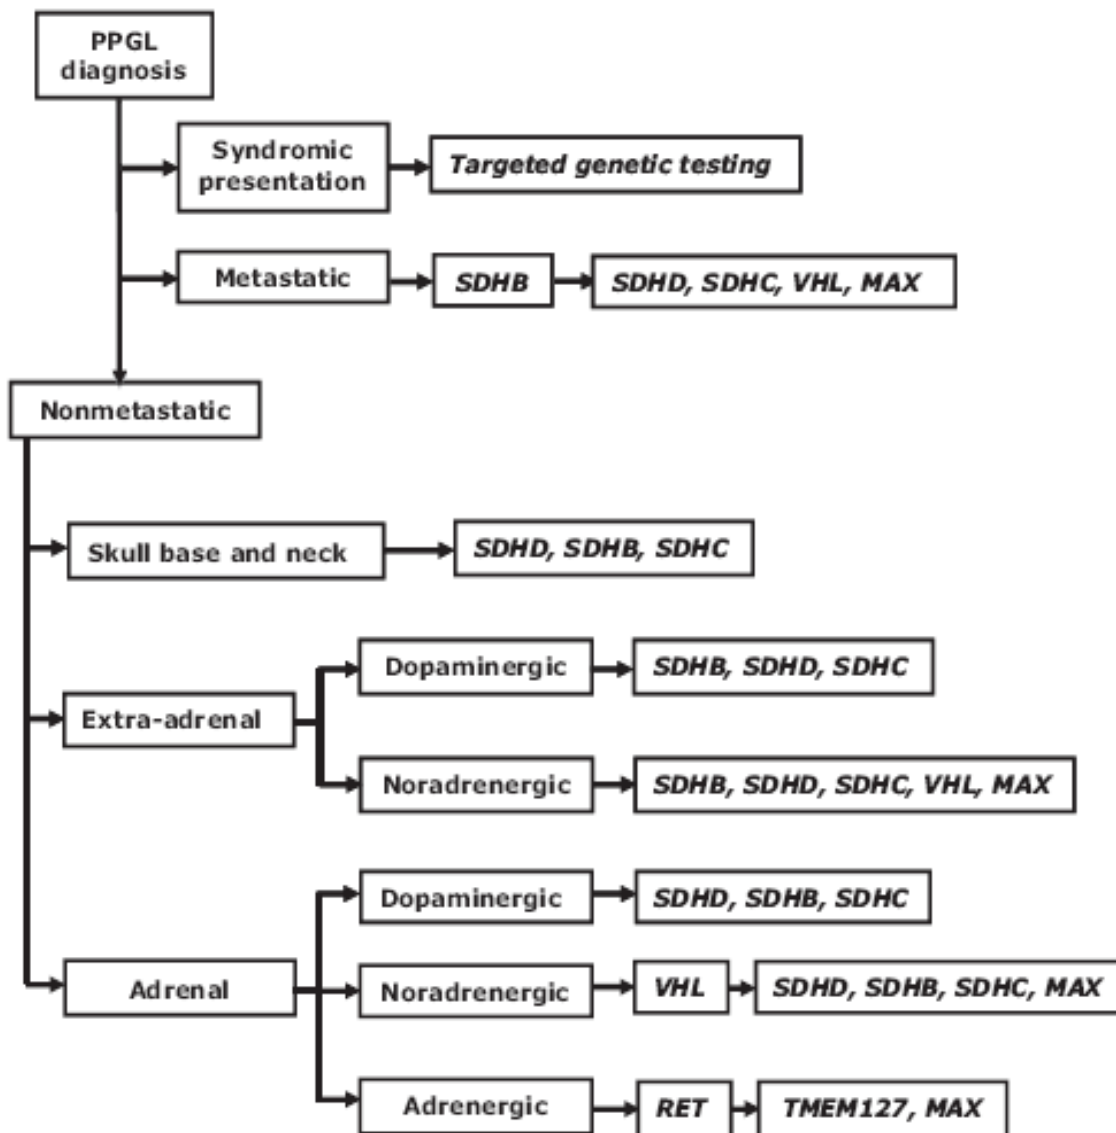 PPGL
diagnosis
Syndromic
presentation
Targeted genetic testing
Metastatic
SDHB
SDHD, SDHC, VHL, MAX
Nonmetastatic
Skull base and neck
SDHD, SDHB, SDHC
Extra-adrenal
Dopaminergic
SDHB, SDHD, SDHC
Noradrenergic
SDHB, SDHD, SDHC, VHL, MAX
Adrenal
Dopaminergic
SDHD, SDHB, SDHC
Noradrenergic
VHL
SDHD, SDHB, SDHC, MAX
Adrenergic
RET
TMEM127, MAX